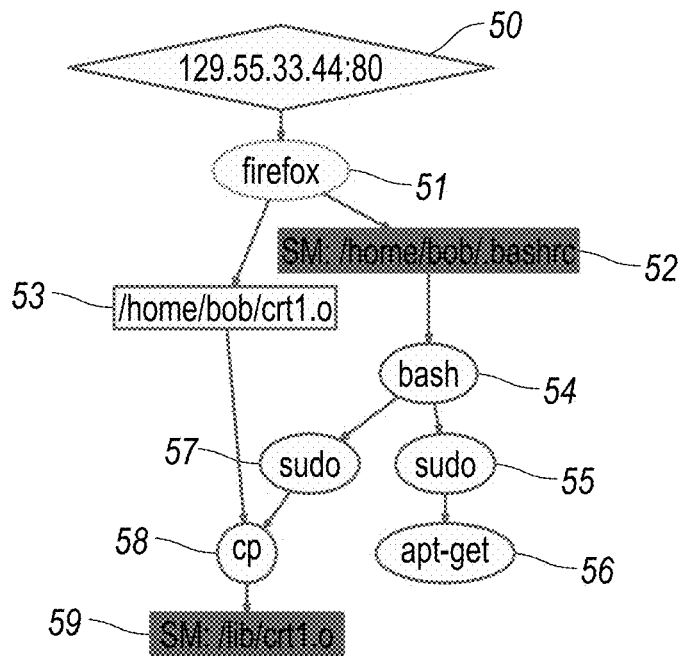 50
129.55.33.44:80
firefox
51
SM: /home/bob/.bashrc
52
53
/home/bob/crt1.o
bash
54
57
sudo
sudo
55
58
cp
apt-get
56
59
SM: /lib/crt1.o